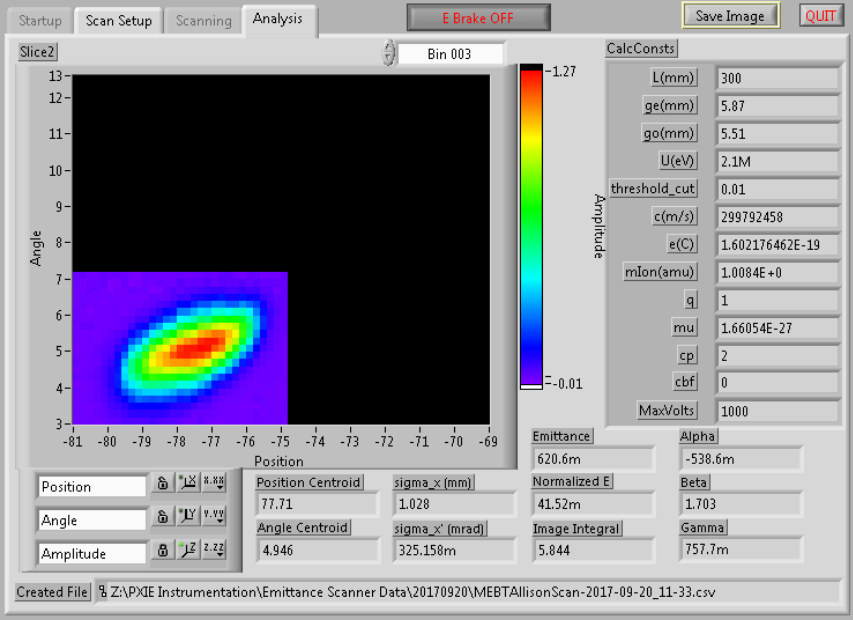 Startup Scan Setup Scanning Analysis E Brake OFF Save Image QUIT
Slice2 Bin 003 CalcConsts
Angle
13
12
11
10
9
8
7
6
5
4
3
-81 -80 -79 -78 -77 -76 -75 -74 -73 -72 -71 -70 -69
Position
1.27
-0.01
Amplitude
L(mm) 300
ge(mm) 5.87
go(mm) 5.51
U(eV) 2.1M
threshold_cut 0.01
c(m/s) 299792458
e(C) 1.602176462E-19
mIon(amu) 1.0084E+0
q 1
mu 1.66054E-27
cp 2
cbf 0
MaxVolts 1000
Position X X.XX
Angle Y Y.YY
Amplitude Z Z.ZZ
Position Centroid
77.71
Angle Centroid
4.946
sigma_x (mm)
1.028
sigma_x' (mrad)
325.158m
Emittance
620.6m
Normalized E
41.52m
Image Integral
5.844
Alpha
-538.6m
Beta
1.703
Gamma
757.7m
Created File Z:\PXIE Instrumentation\Emittance Scanner Data\20170920\MEBTAllisonScan-2017-09-20_11-33.csv